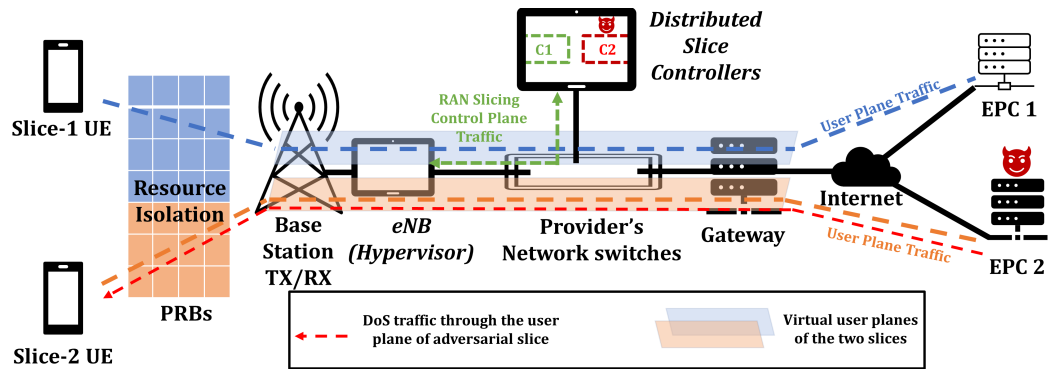 Distributed
Slice
Controllers
C1
C2
Slice-1 UE
RAN Slicing
Control Plane
Traffic
User Plane Traffic
EPC 1
Resource
Isolation
Base
Station
TX/RX
eNB
(Hypervisor)
Provider's
Network switches
Gateway
Internet
User Plane Traffic
EPC 2
PRBs
Slice-2 UE
DoS traffic through the user
plane of adversarial slice
Virtual user planes
of the two slices